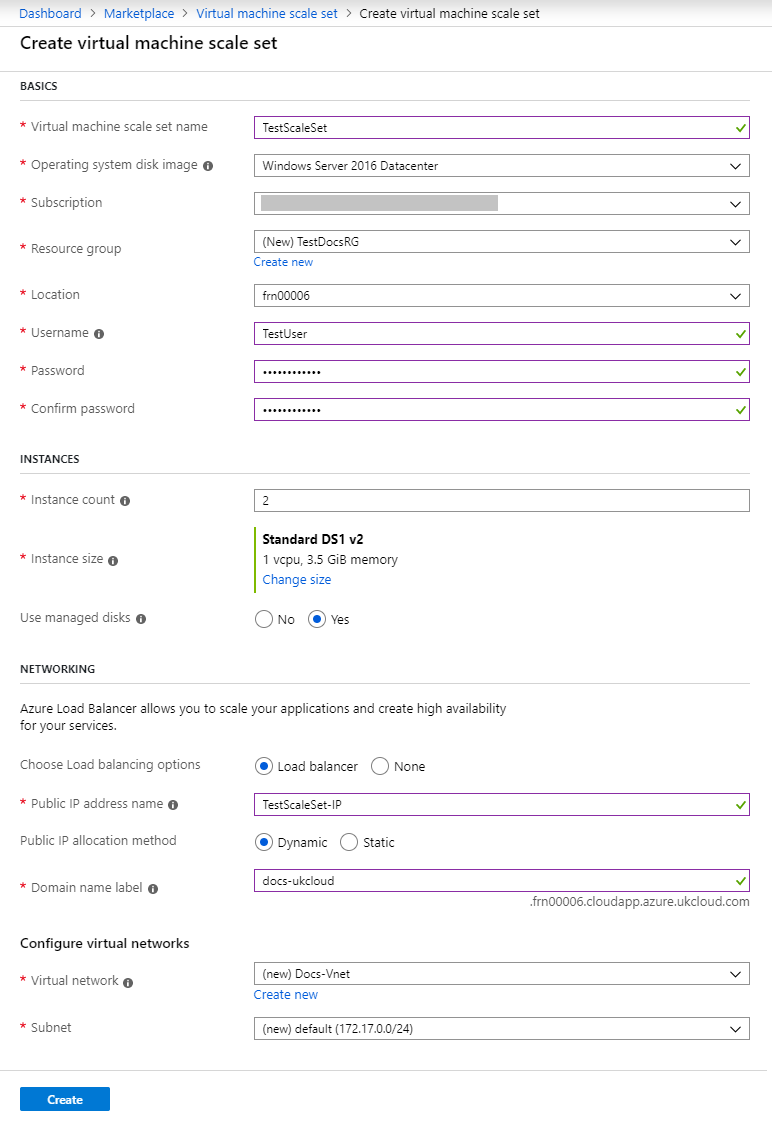 Dashboard > Marketplace > Virtual machine scale set > Create virtual machine scale set
Create virtual machine scale set
BASICS
* Virtual machine scale set name
TestScaleSet
* Operating system disk image
Windows Server 2016 Datacenter
* Subscription
* Resource group
(New) TestDocsRG
Create new
* Location
frn00006
* Username
TestUser
* Password
••••••••••••
* Confirm password
••••••••••••
INSTANCES
* Instance count
2
* Instance size
Standard DS1 v2
1 vcpu, 3.5 GiB memory
Change size
Use managed disks
No Yes
NETWORKING
Azure Load Balancer allows you to scale your applications and create high availability
for your services.
Choose Load balancing options
Load balancer None
* Public IP address name
TestScaleSet-IP
Public IP allocation method
Dynamic Static
* Domain name label
docs-ukcloud
.frn00006.cloudapp.azure.ukcloud.com
Configure virtual networks
* Virtual network
(new) Docs-Vnet
Create new
* Subnet
(new) default (172.17.0.0/24)
Create